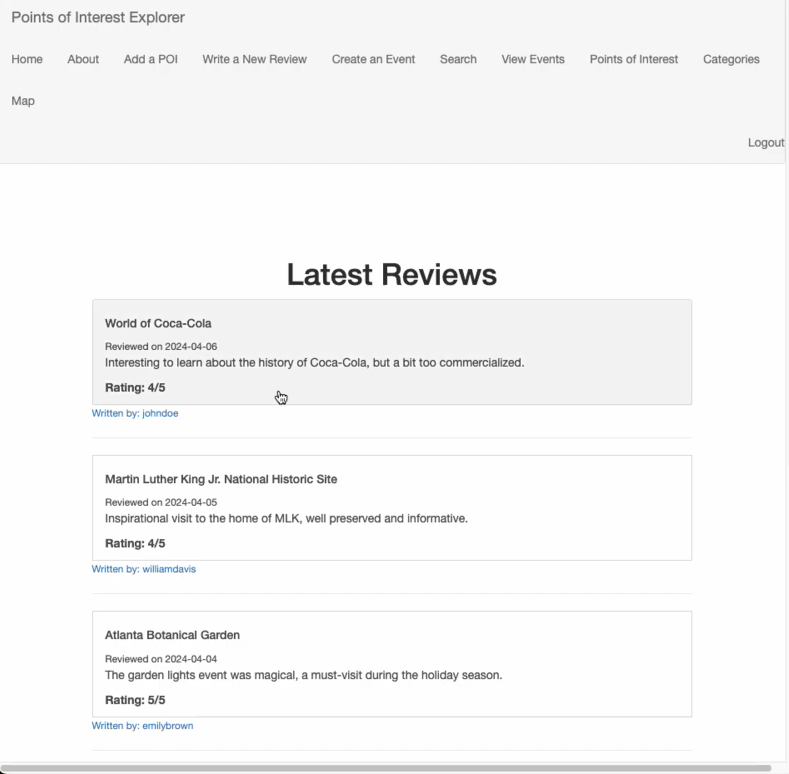 Points of Interest Explorer
Home About Add a POI Write a New Review Create an Event Search View Events Points of Interest Categories
Map
Logout
Latest Reviews
World of Coca-Cola
Reviewed on 2024-04-06
Interesting to learn about the history of Coca-Cola, but a bit too commercialized.
Rating: 4/5
Written by: johndoe
Martin Luther King Jr. National Historic Site
Reviewed on 2024-04-05
Inspirational visit to the home of MLK, well preserved and informative.
Rating: 4/5
Written by: williamdavis
Atlanta Botanical Garden
Reviewed on 2024-04-04
The garden lights event was magical, a must-visit during the holiday season.
Rating: 5/5
Written by: emilybrown